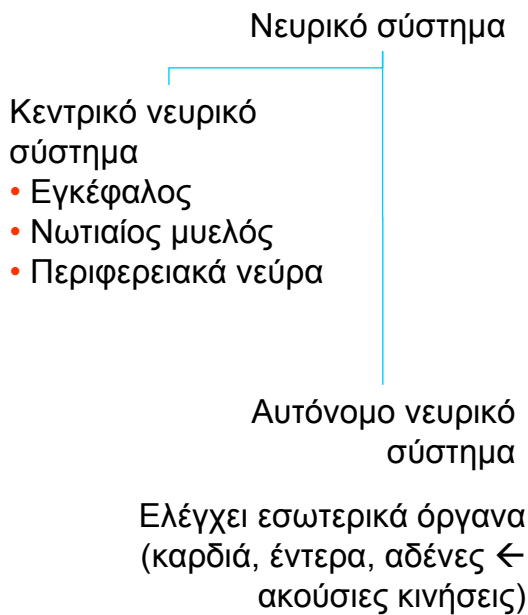 Νευρικό σύστημα
Κεντρικό νευρικό
σύστημα
• Εγκέφαλος
• Νωτιαίος μυελός
• Περιφερειακά νεύρα
Αυτόνομο νευρικό
σύστημα
Ελέγχει εσωτερικά όργανα
(καρδιά, έντερα, αδένες ←
ακούσιες κινήσεις)